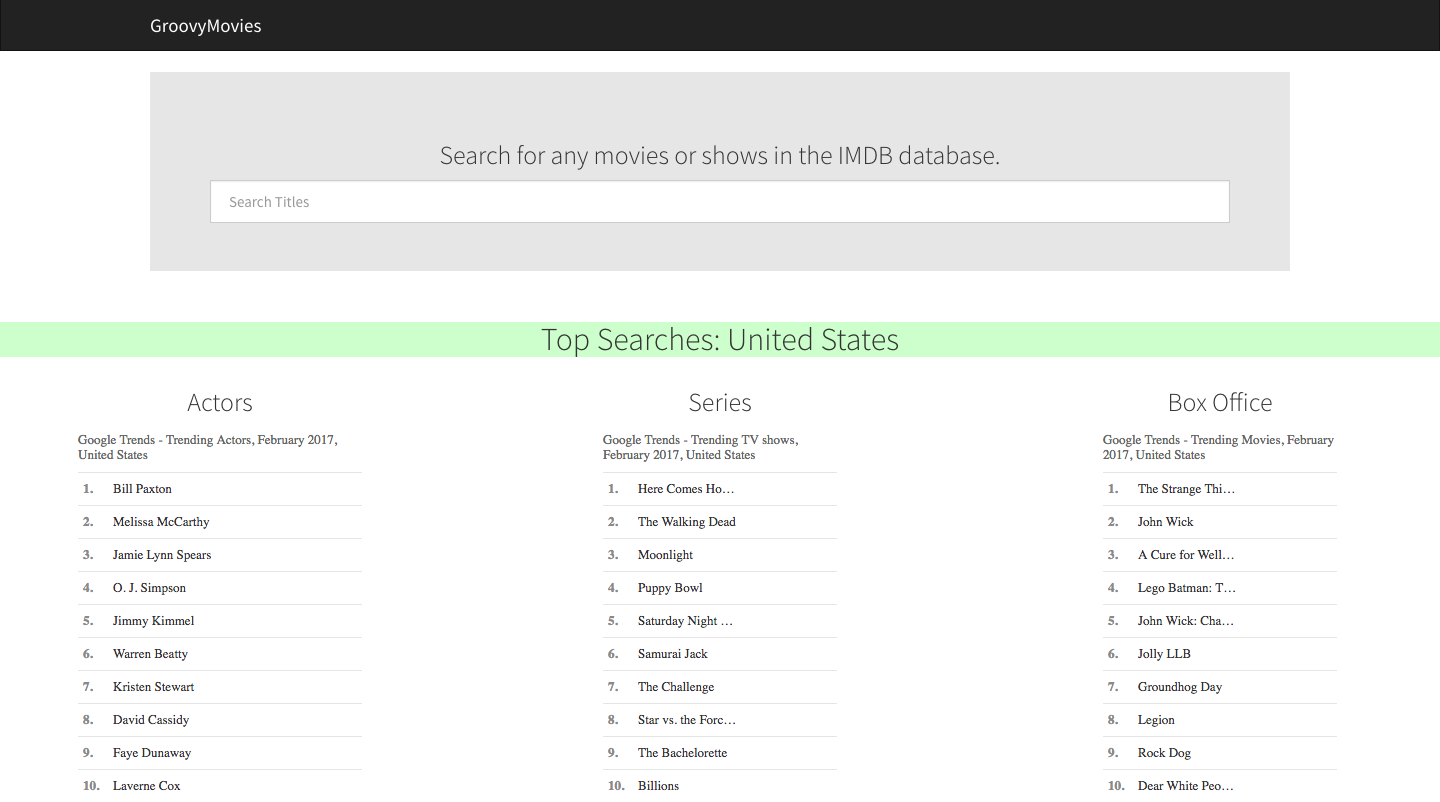 GroovyMovies
Search for any movies or shows in the IMDB database.
Search Titles
Top Searches: United States
Actors
Google Trends - Trending Actors, February 2017,
United States
1. Bill Paxton
2. Melissa McCarthy
3. Jamie Lynn Spears
4. O. J. Simpson
5. Jimmy Kimmel
6. Warren Beatty
7. Kristen Stewart
8. David Cassidy
9. Faye Dunaway
10. Laverne Cox
Series
Google Trends - Trending TV shows,
February 2017, United States
1. Here Comes Ho…
2. The Walking Dead
3. Moonlight
4. Puppy Bowl
5. Saturday Night …
6. Samurai Jack
7. The Challenge
8. Star vs. the Forc…
9. The Bachelorette
10. Billions
Box Office
Google Trends - Trending Movies, February
2017, United States
1. The Strange Thi…
2. John Wick
3. A Cure for Well…
4. Lego Batman: T…
5. John Wick: Cha…
6. Jolly LLB
7. Groundhog Day
8. Legion
9. Rock Dog
10. Dear White Peo…